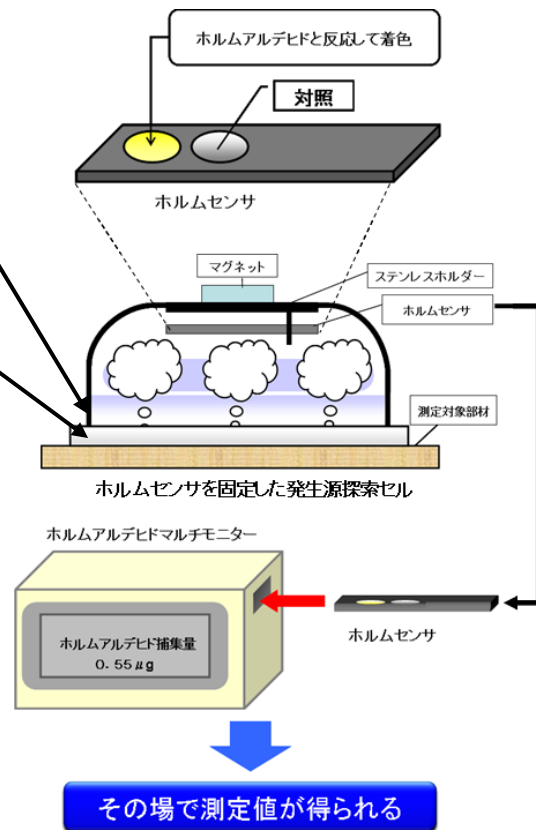 ホルムアルデヒドと反応して着色
対照
ホルムセンサ
マグネット
ステンレスホルダー
ホルムセンサ
測定対象部材
ホルムセンサを固定した発生源探索セル
ホルムアルデヒドマルチモニター
ホルムアルデヒド捕集量
0．55μg
ホルムセンサ
その場で測定値が得られる